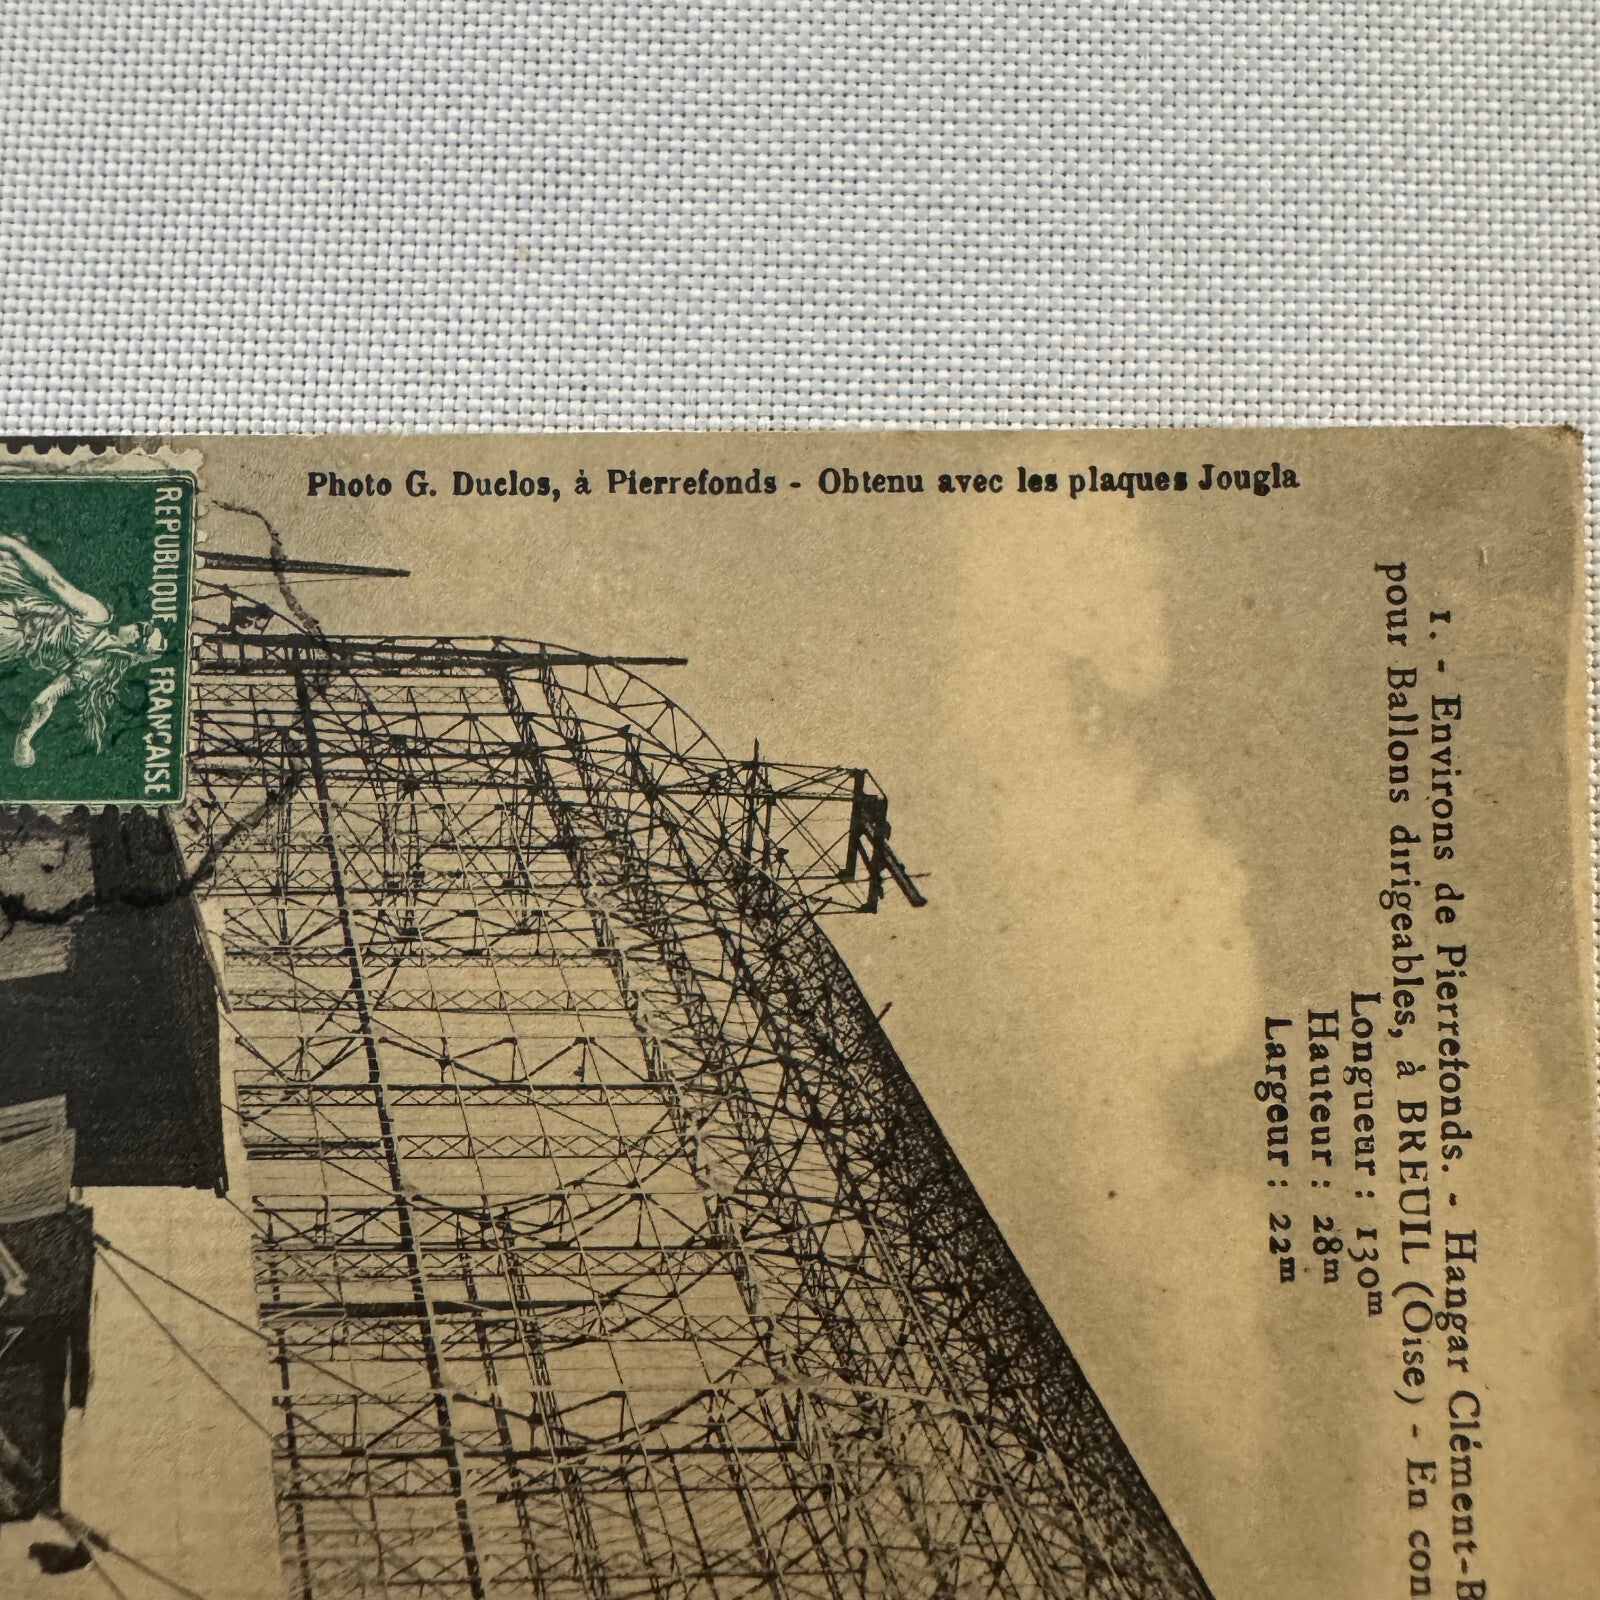 Photo G. Duclos, à Pierrefonds - Obtenu avec les plaques Jougla
1. - Environs de Pierrefonds. - Hangar Clément-B
pour Ballons dirigeables, à BREUIL (Oise) - En con
Longueur : 130m
Hauteur : 28m
Largeur : 22m
REPUBLIQUE FRANÇAISE